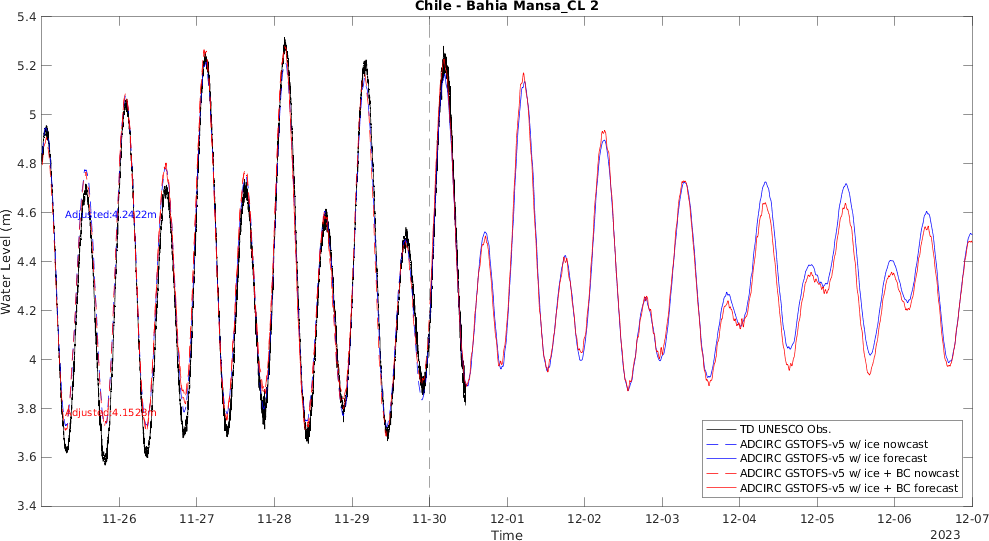 Chile - Bahia Mansa_CL 2
5.4
5.2
5
4.8
4.6
4.4
4.2
4
3.8
3.6
3.4
Water Level (m)
Adjusted:4.2422m
Adjusted:4.1528m
TD UNESCO Obs.
ADCIRC GSTOFS-v5 w/ ice nowcast
ADCIRC GSTOFS-v5 w/ ice forecast
ADCIRC GSTOFS-v5 w/ ice + BC nowcast
ADCIRC GSTOFS-v5 w/ ice + BC forecast
11-26 11-27 11-28 11-29 11-30 12-01 12-02 12-03 12-04 12-05 12-06 12-07
Time
2023